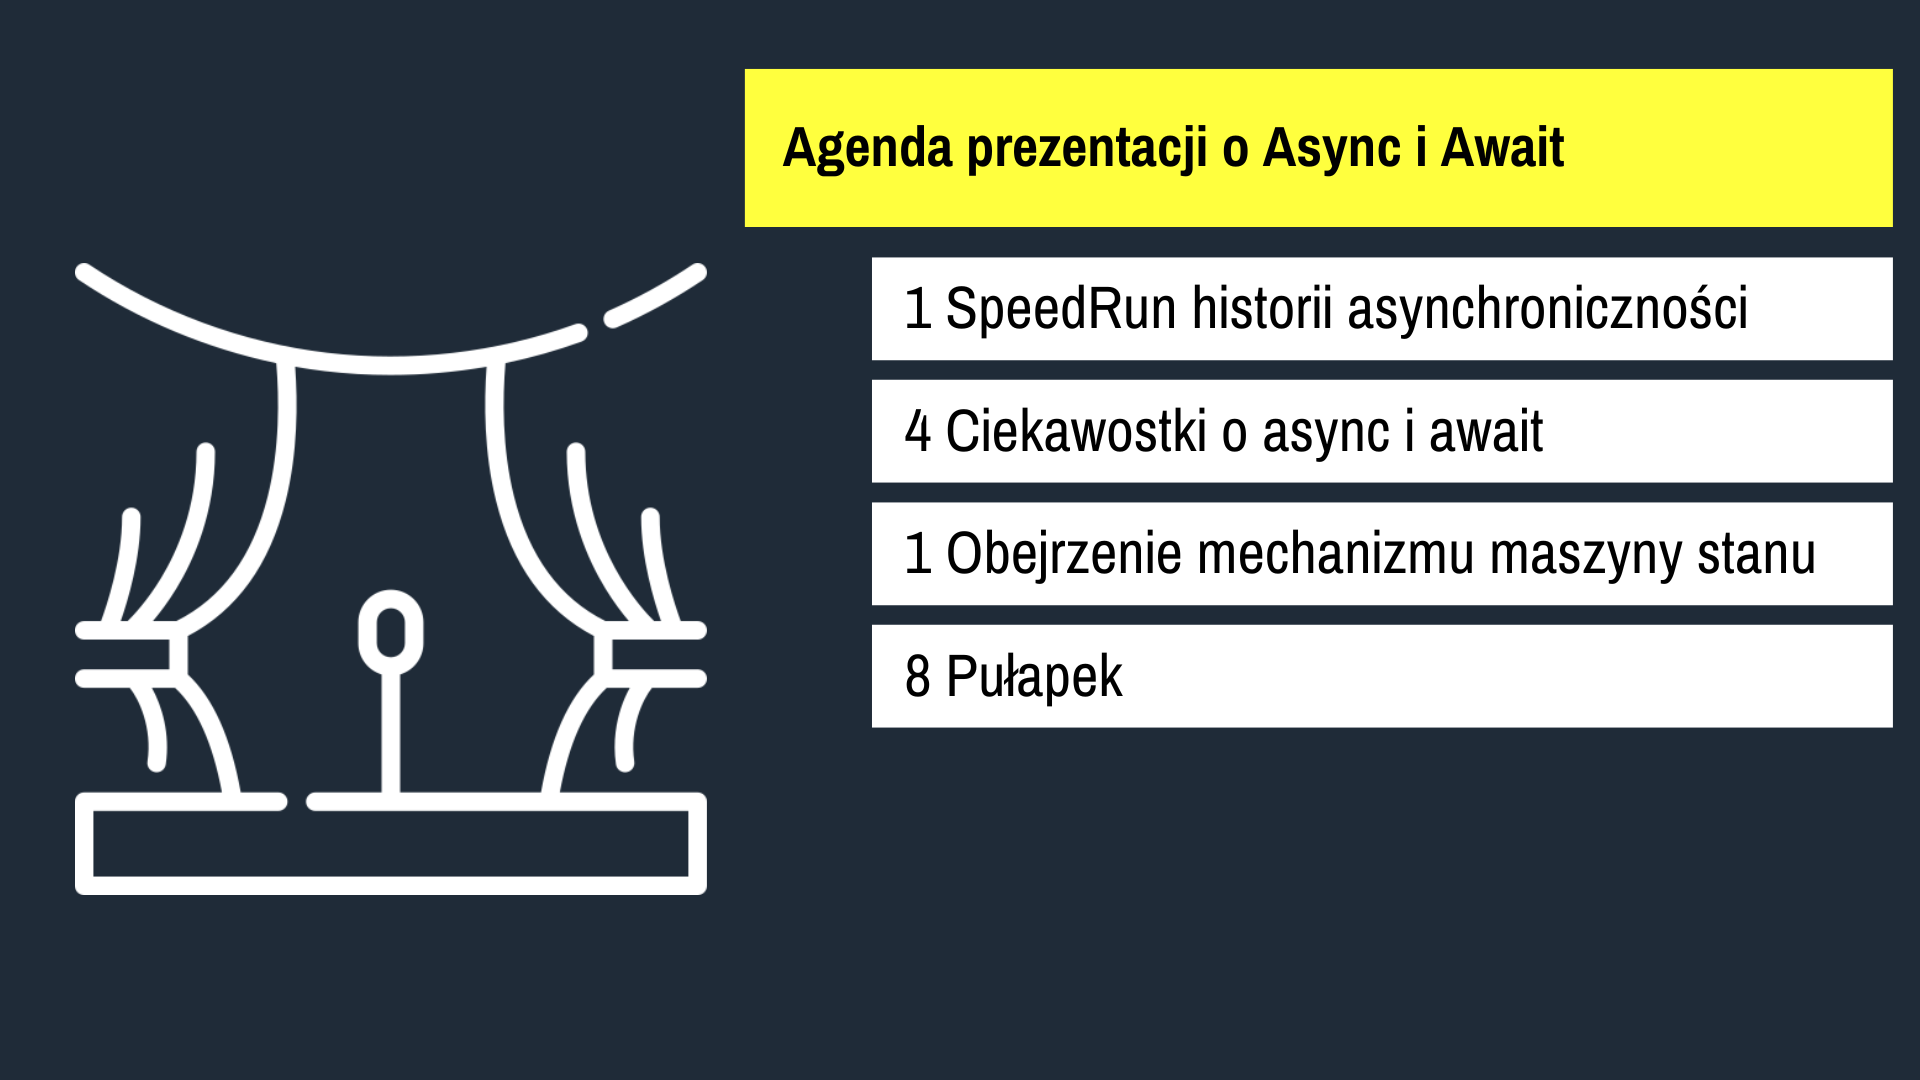 Agenda prezentacji o Async i Await
1 SpeedRun historii asynchroniczności
4 Ciekawostki o async i await
1 Obejrzenie mechanizmu maszyny stanu
8 Pułapek